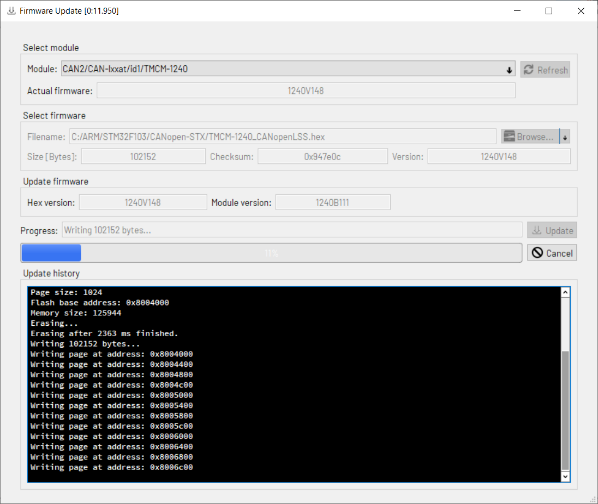 Firmware Update [0:11.950]
Select module
Module: CAN2/CAN-Ixxat/id1/TMCM-1240 Refresh
Actual firmware: 1240V148
Select firmware
Filename: C:/ARM/STM32F103/CANopen-STX/TMCM-1240_CANopenLSS.hex Browse...
Size [Bytes]: 102152 Checksum: 0x947e0c Version: 1240V148
Update firmware
Hex version: 1240V148 Module version: 1240B111
Progress: Writing 102152 bytes... Update
Cancel
Update history
Page size: 1024
Flash base address: 0x8004000
Memory size: 125944
Erasing...
Erasing after 2363 ms finished.
Writing 102152 bytes...
Writing page at address: 0x8004000
Writing page at address: 0x8004400
Writing page at address: 0x8004800
Writing page at address: 0x8004c00
Writing page at address: 0x8005000
Writing page at address: 0x8005400
Writing page at address: 0x8005800
Writing page at address: 0x8005c00
Writing page at address: 0x8006000
Writing page at address: 0x8006400
Writing page at address: 0x8006800
Writing page at address: 0x8006c00